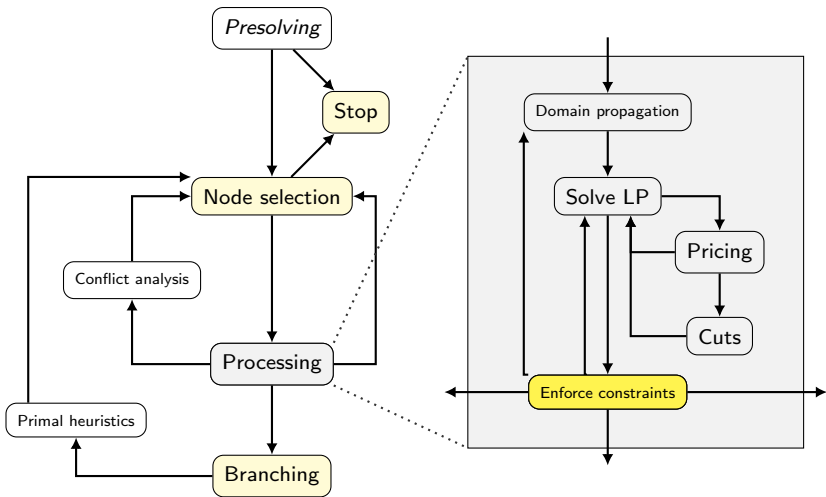 Presolving
Stop
Node selection
Conflict analysis
Processing
Primal heuristics
Branching
Domain propagation
Solve LP
Pricing
Cuts
Enforce constraints